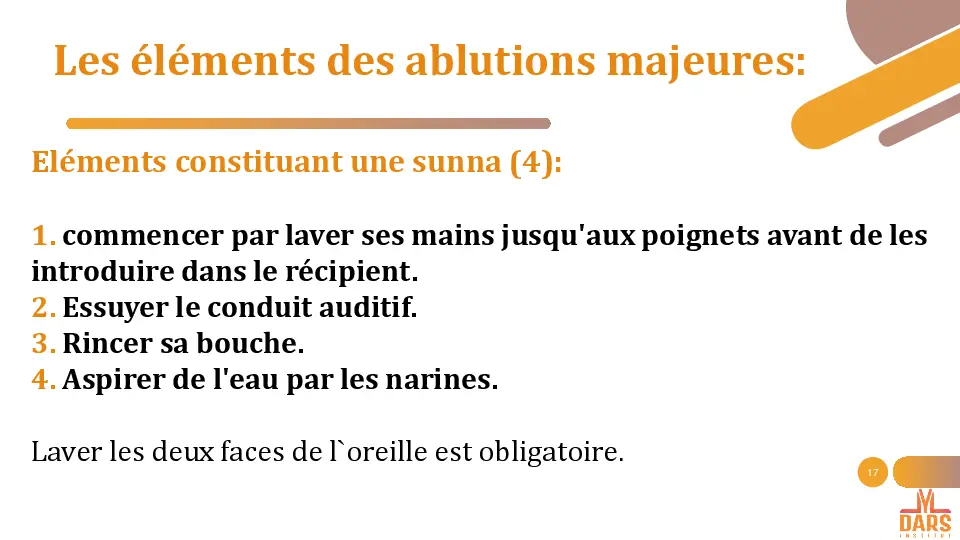 Les éléments des ablutions majeures:
Eléments constituant une sunna (4):
1. commencer par laver ses mains jusqu'aux poignets avant de les
introduire dans le récipient.
2. Essuyer le conduit auditif.
3. Rincer sa bouche.
4. Aspirer de l'eau par les narines.
Laver les deux faces de l`oreille est obligatoire.
17
DARS
INSTITUT